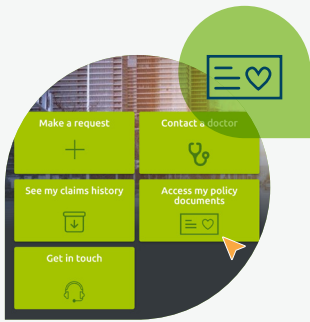 Make a request
Contact a doctor
See my claims history
Access my policy
documents
Get in touch